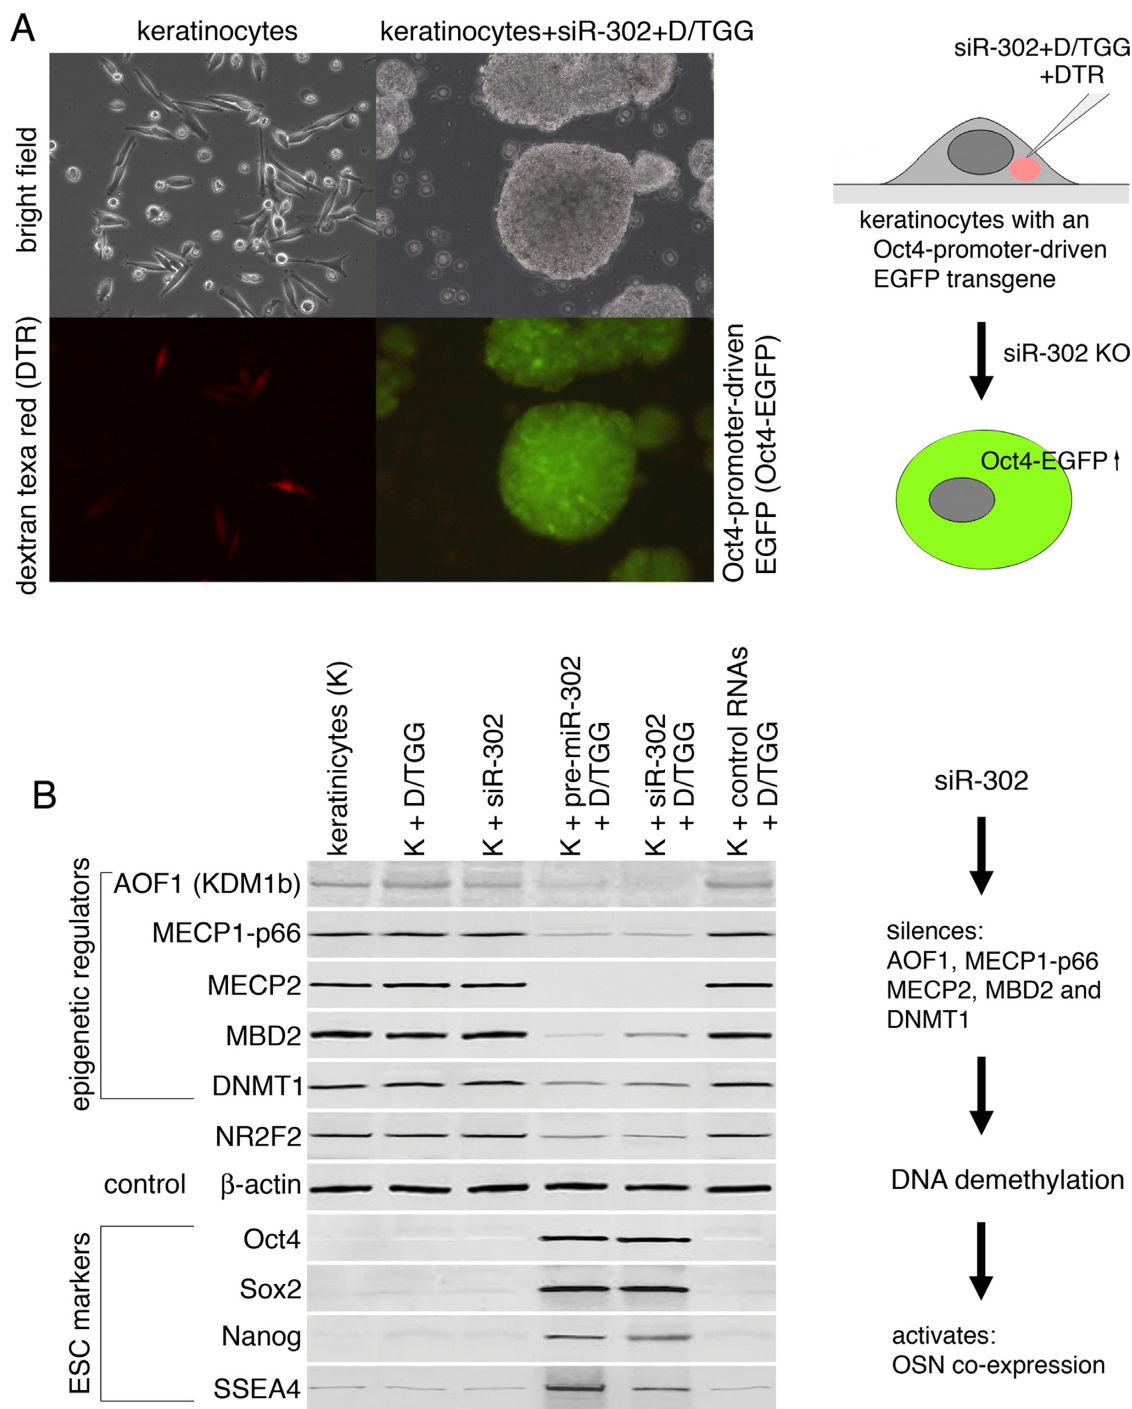 A
keratinocytes
keratinocytes+siR-302+D/TGG
bright field
dextran texa red (DTR)
Oct4-promoter-driven
EGFP (Oct4-EGFP)
siR-302+D/TGG
+DTR
keratinocytes with an
Oct4-promoter-driven
EGFP transgene
siR-302 KO
Oct4-EGFP
B
keratinicytes (K)
K + D/TGG
K + siR-302
K + pre-miR-302
+ D/TGG
K + siR-302
+ D/TGG
K + control RNAs
+ D/TGG
epigenetic regulators
AOF1 (KDM1b)
MECP1-p66
MECP2
MBD2
DNMT1
NR2F2
control β-actin
ESC markers
Oct4
Sox2
Nanog
SSEA4
siR-302
silences:
AOF1, MECP1-p66
MECP2, MBD2 and
DNMT1
DNA demethylation
activates:
OSN co-expression